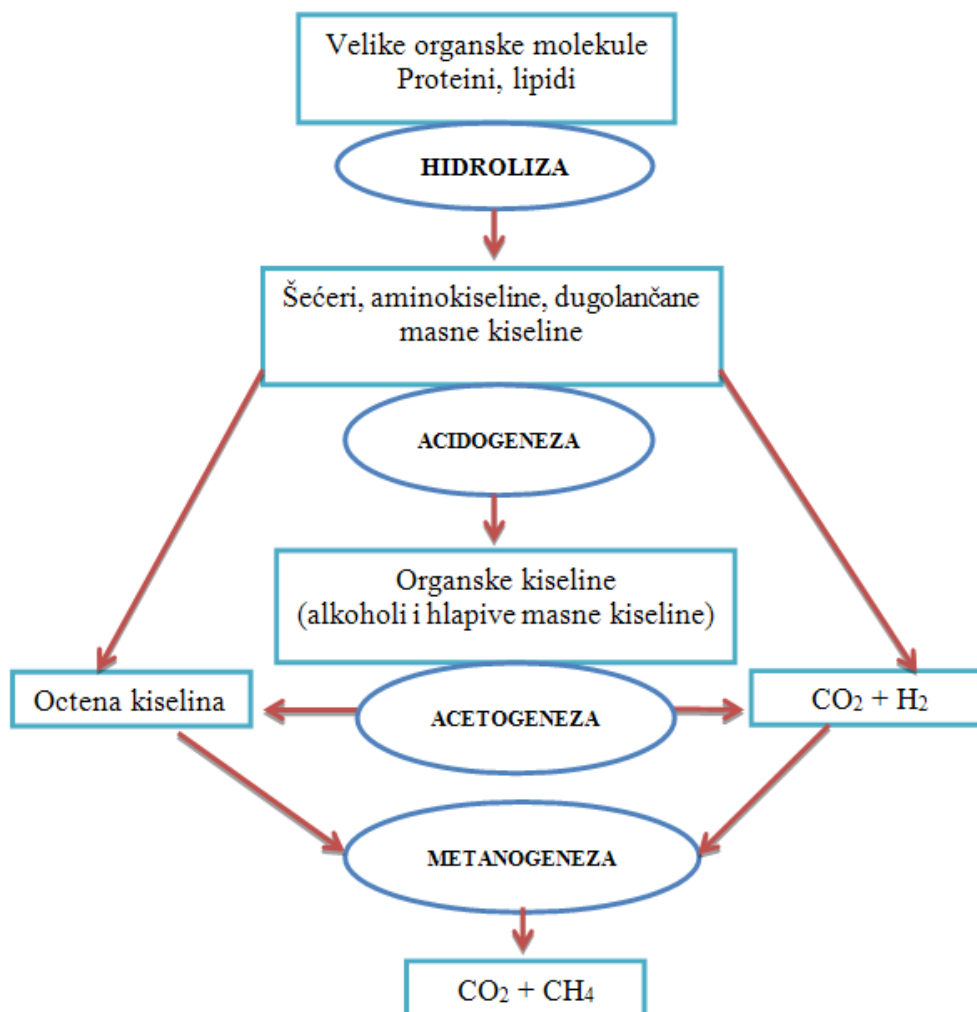 Velike organske molekule
Proteini, lipidi
HIDROLIZA
Šećeri, aminokiseline, dugolančane
masne kiseline
ACIDOGENEZA
Organske kiseline
(alkoholi i hlapive masne kiseline)
Octena kiselina
ACETOGENEZA
CO₂ + H₂
METANOGENEZA
CO₂ + CH₄